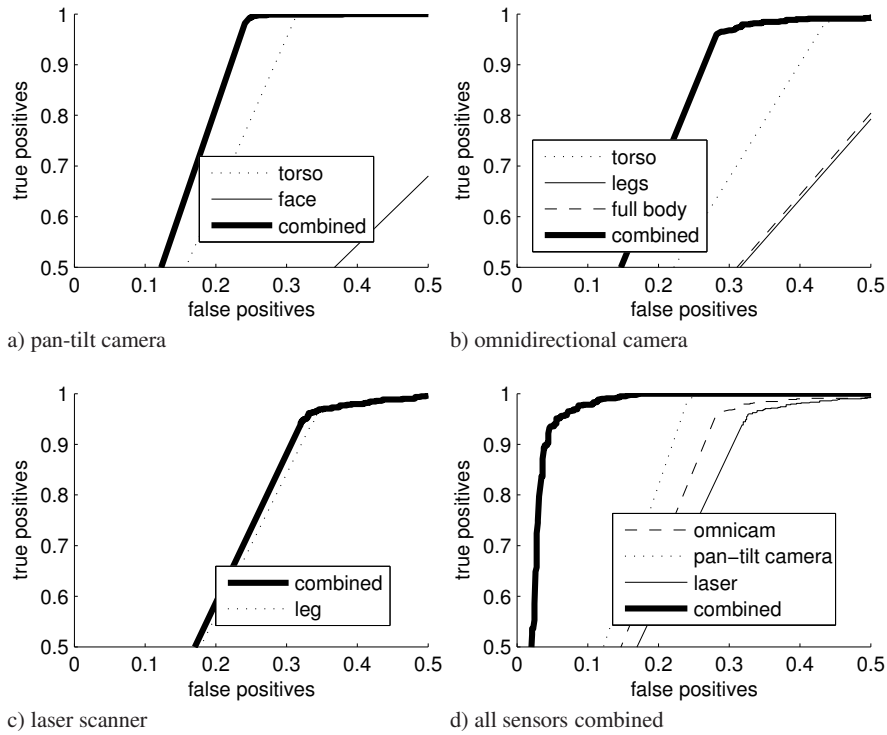 1
0.9
0.8
0.7
0.6
0.5
0 0.1 0.2 0.3 0.4 0.5
true positives
false positives
torso
face
combined
a) pan-tilt camera
1
0.9
0.8
0.7
0.6
0.5
0 0.1 0.2 0.3 0.4 0.5
true positives
false positives
torso
legs
full body
combined
b) omnidirectional camera
1
0.9
0.8
0.7
0.6
0.5
0 0.1 0.2 0.3 0.4 0.5
true positives
false positives
combined
leg
c) laser scanner
1
0.9
0.8
0.7
0.6
0.5
0 0.1 0.2 0.3 0.4 0.5
true positives
false positives
omnicam
pan−tilt camera
laser
combined
d) all sensors combined